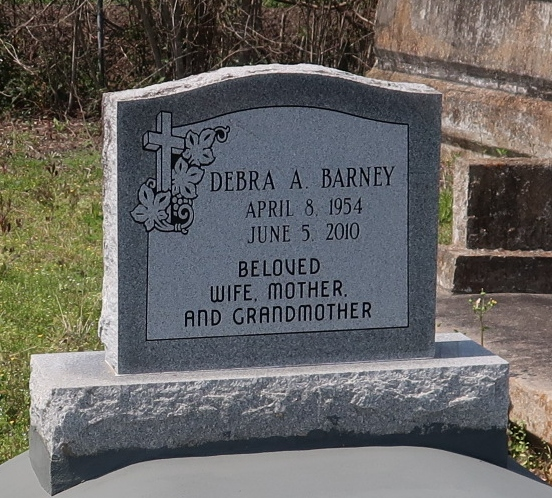 DEBRA A. BARNEY
APRIL 8, 1954
JUNE 5, 2010
BELOVED
WIFE, MOTHER,
AND GRANDMOTHER